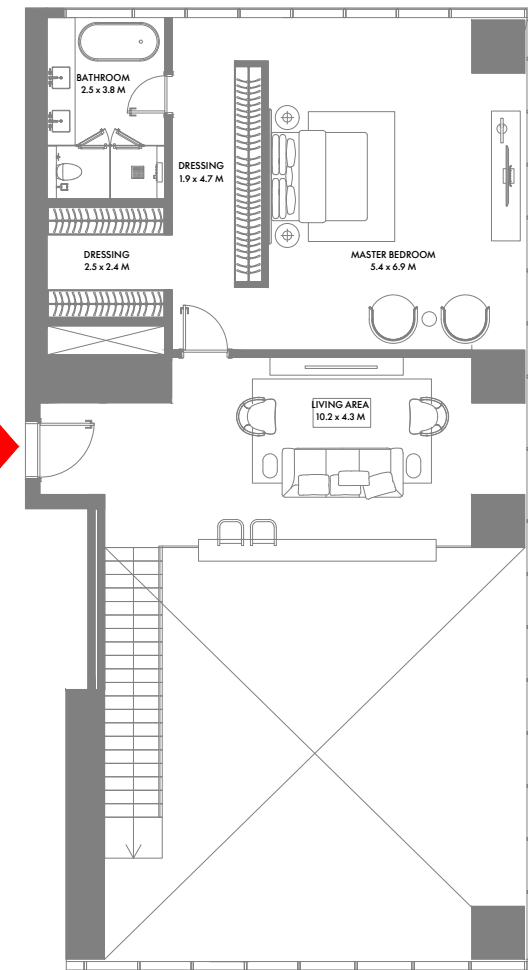 BATHROOM
2.5 x 3.8 M
DRESSING
1.9 x 4.7 M
DRESSING
2.5 x 2.4 M
MASTER BEDROOM
5.4 x 6.9 M
LIVING AREA
10.2 x 4.3 M